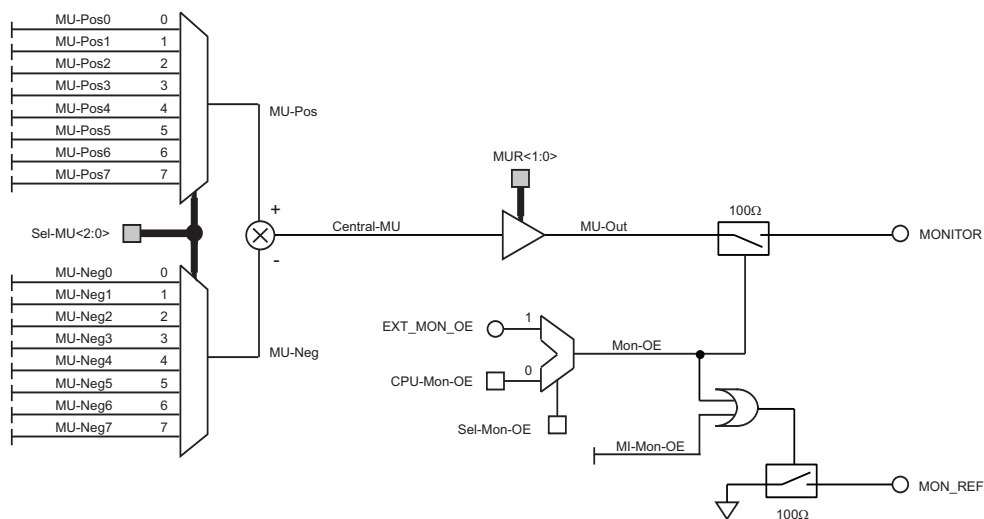 MU-Pos0 0
MU-Pos1 1
MU-Pos2 2
MU-Pos3 3
MU-Pos4 4
MU-Pos5 5
MU-Pos6 6
MU-Pos7 7
MU-Pos
MUR<1:0>
Sel-MU<2:0>
+
-
Central-MU
MU-Out
100Ω
MONITOR
MU-Neg0 0
MU-Neg1 1
MU-Neg2 2
MU-Neg3 3
MU-Neg4 4
MU-Neg5 5
MU-Neg6 6
MU-Neg7 7
MU-Neg
EXT_MON_OE
1
Mon-OE
CPU-Mon-OE
0
Sel-Mon-OE
MI-Mon-OE
MON_REF
100Ω